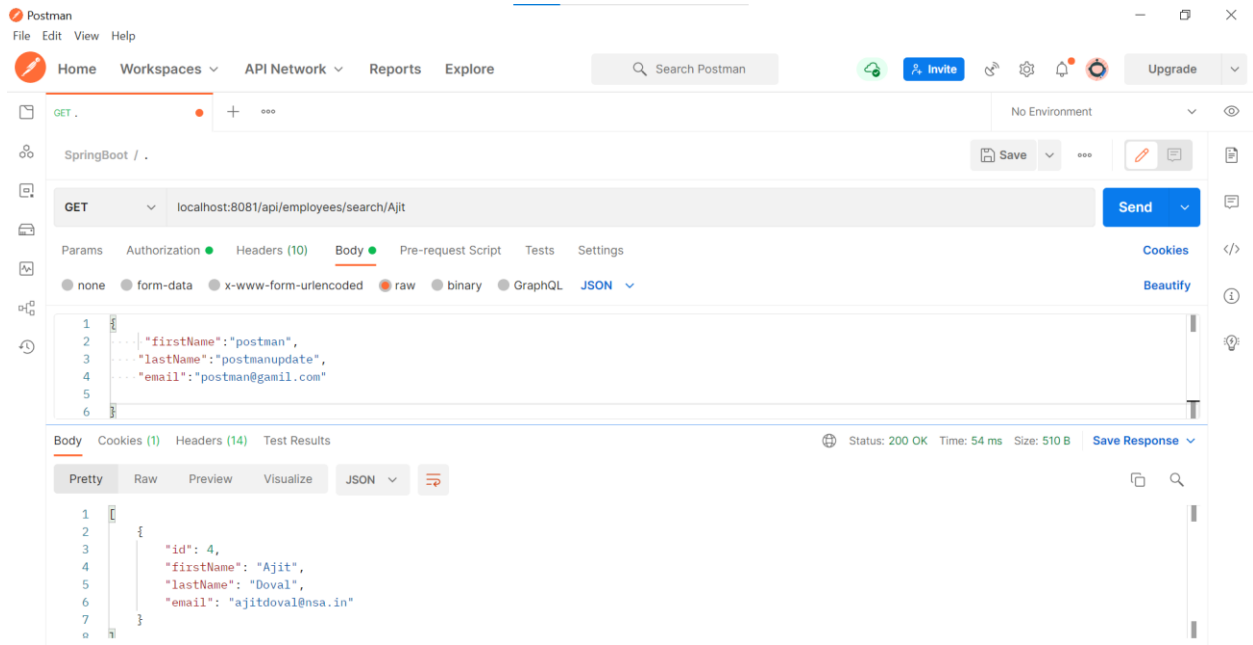 Postman
File Edit View Help
Home Workspaces API Network Reports Explore Search Postman Invite Upgrade
GET . No Environment
SpringBoot / . Save
GET localhost:8081/api/employees/search/Ajit Send
Params Authorization Headers (10) Body Pre-request Script Tests Settings Cookies
none form-data x-www-form-urlencoded raw binary GraphQL JSON Beautify
1 {
2 "firstName":"postman",
3 "lastName":"postmanupdate",
4 "email":"postman@gamil.com"
5
6 }
Body Cookies (1) Headers (14) Test Results Status: 200 OK Time: 54 ms Size: 510 B Save Response
Pretty Raw Preview Visualize JSON
1 [
2 {
3 "id": 4,
4 "firstName": "Ajit",
5 "lastName": "Doval",
6 "email": "ajitdoval@nsa.in"
7 }
8 ]